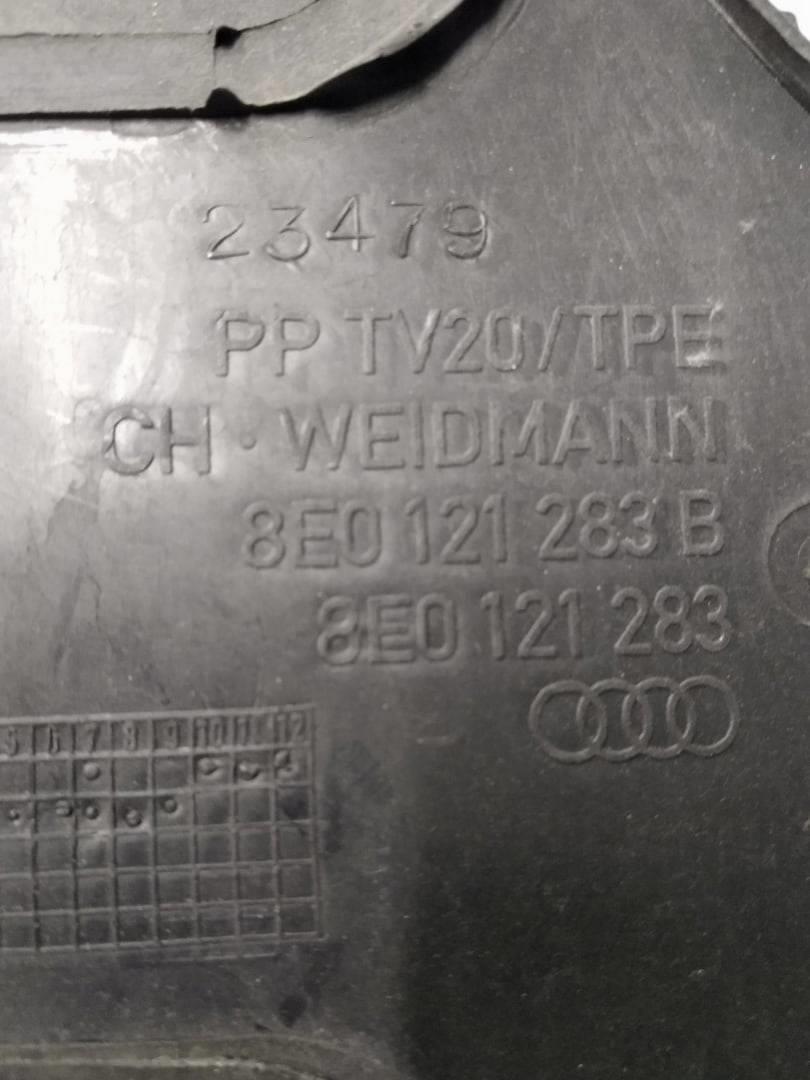 23479
PP TV20/TPE
CH · WEIDMANN
8E0 121 283 B
8E0 121 283
5 6 7 8 9 10 11 12